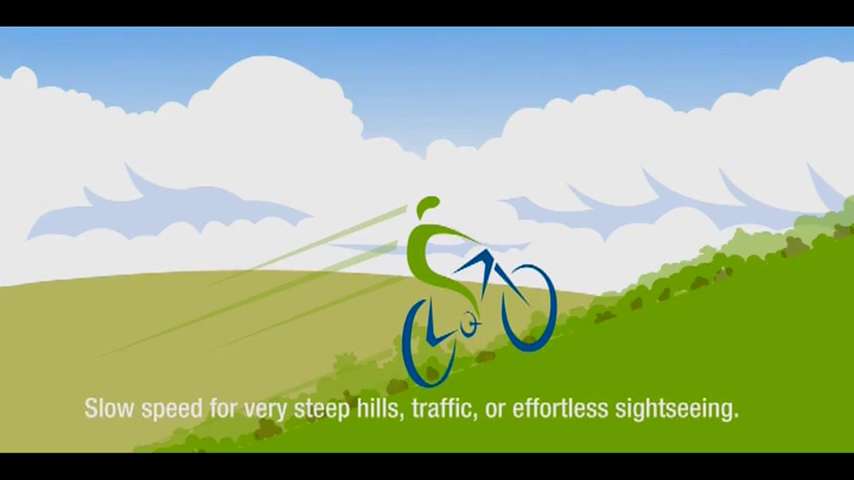 Slow speed for very steep hills, traffic, or effortless sightseeing.